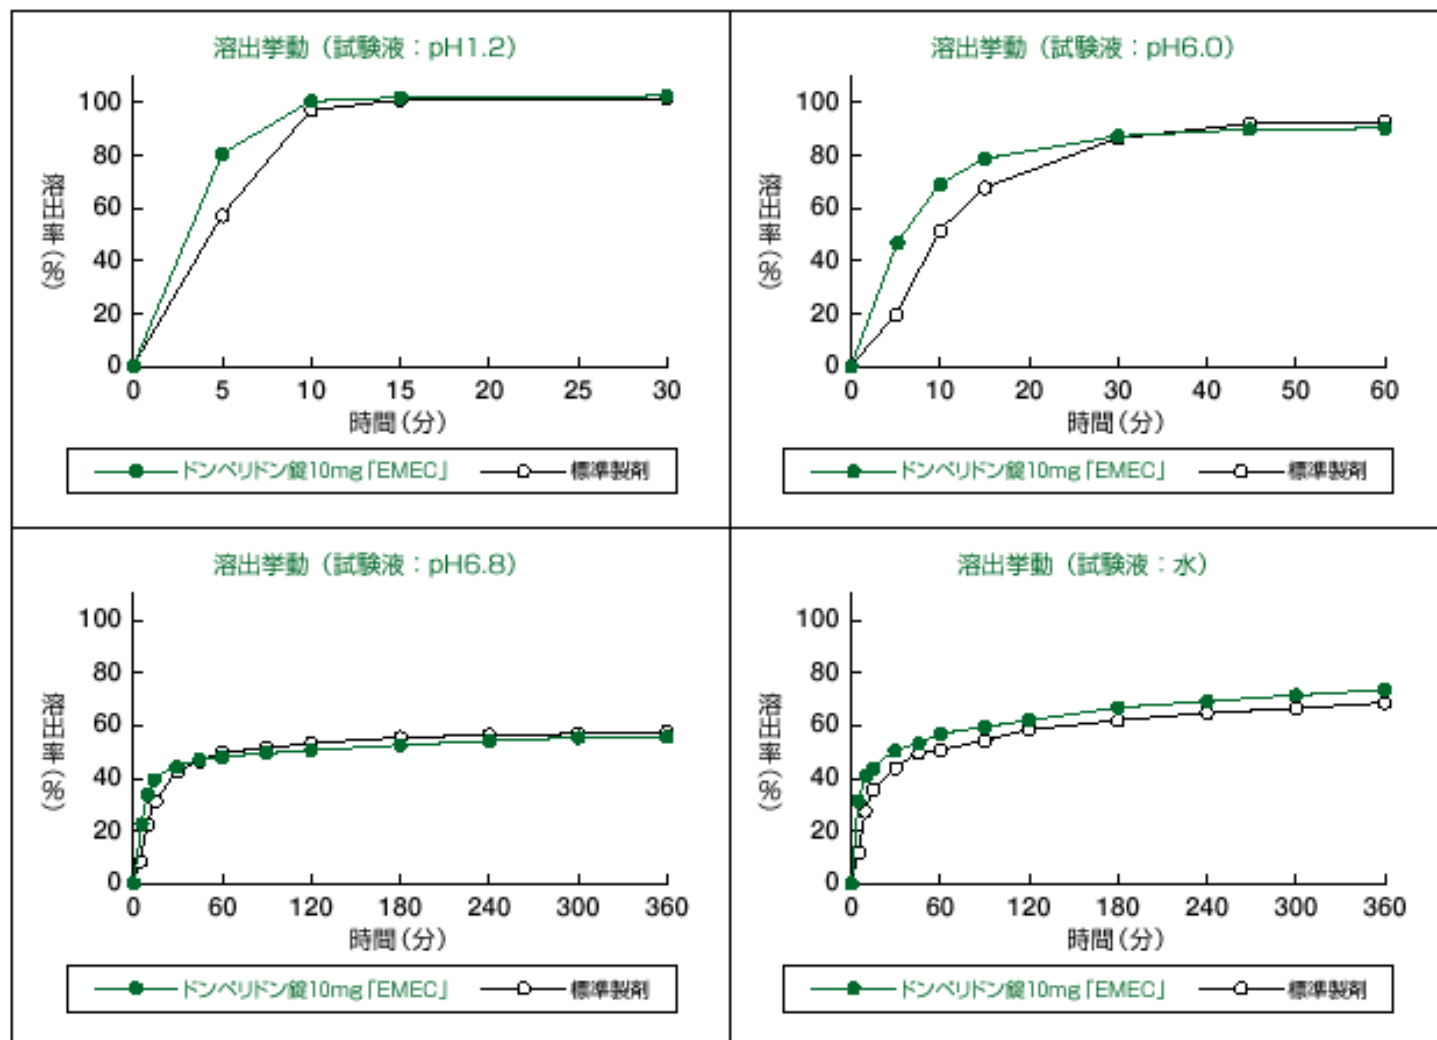 溶出挙動（試験液：pH1.2）
100
80
60
40
20
0
溶出率(%)
0 5 10 15 20 25 30
時間(分)
ドンペリドン錠10mg「EMEC」 標準製剤
溶出挙動（試験液：pH6.0）
100
80
60
40
20
0
溶出率(%)
0 10 20 30 40 50 60
時間(分)
ドンペリドン錠10mg「EMEC」 標準製剤
溶出挙動（試験液：pH6.8）
100
80
60
40
20
0
溶出率(%)
0 60 120 180 240 300 360
時間(分)
ドンペリドン錠10mg「EMEC」 標準製剤
溶出挙動（試験液：水）
100
80
60
40
20
0
溶出率(%)
0 60 120 180 240 300 360
時間(分)
ドンペリドン錠10mg「EMEC」 標準製剤